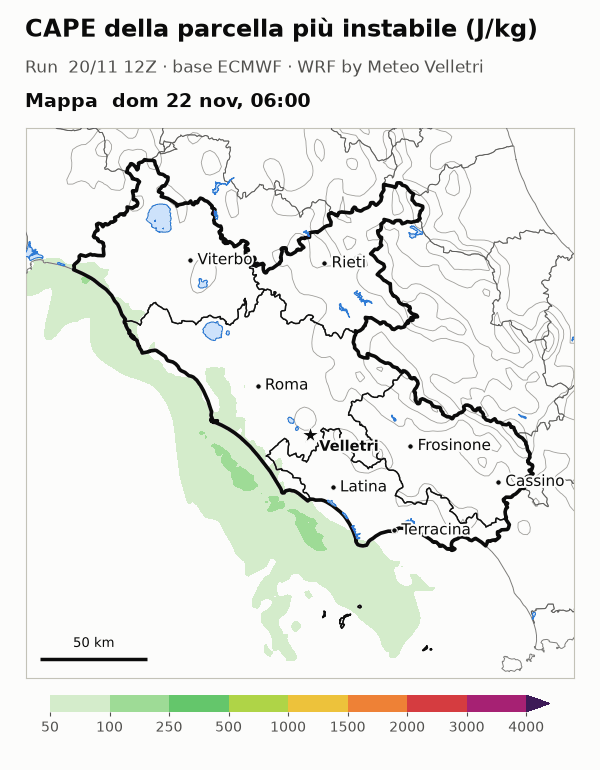 CAPE della parcella più instabile (J/kg)
Run  20/11 12Z · base ECMWF · WRF by Meteo Velletri
Mappa  dom 22 nov, 06:00
Viterbo
Rieti
Roma
Velletri
Frosinone
Cassino
Latina
Terracina
50 km
50 100 250 500 1000 1500 2000 3000 4000